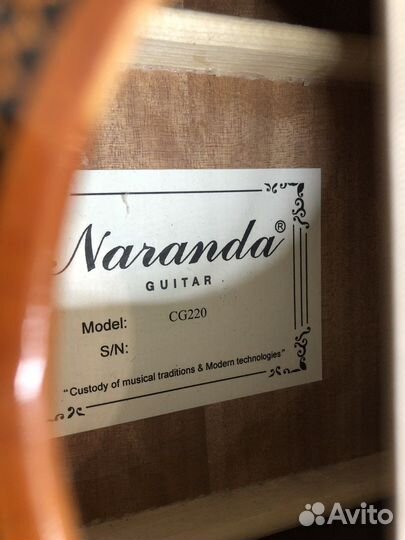 Naranda®
GUITAR
Model: CG220
S/N:
"Custody of musical traditions & Modern technologies"
Avito